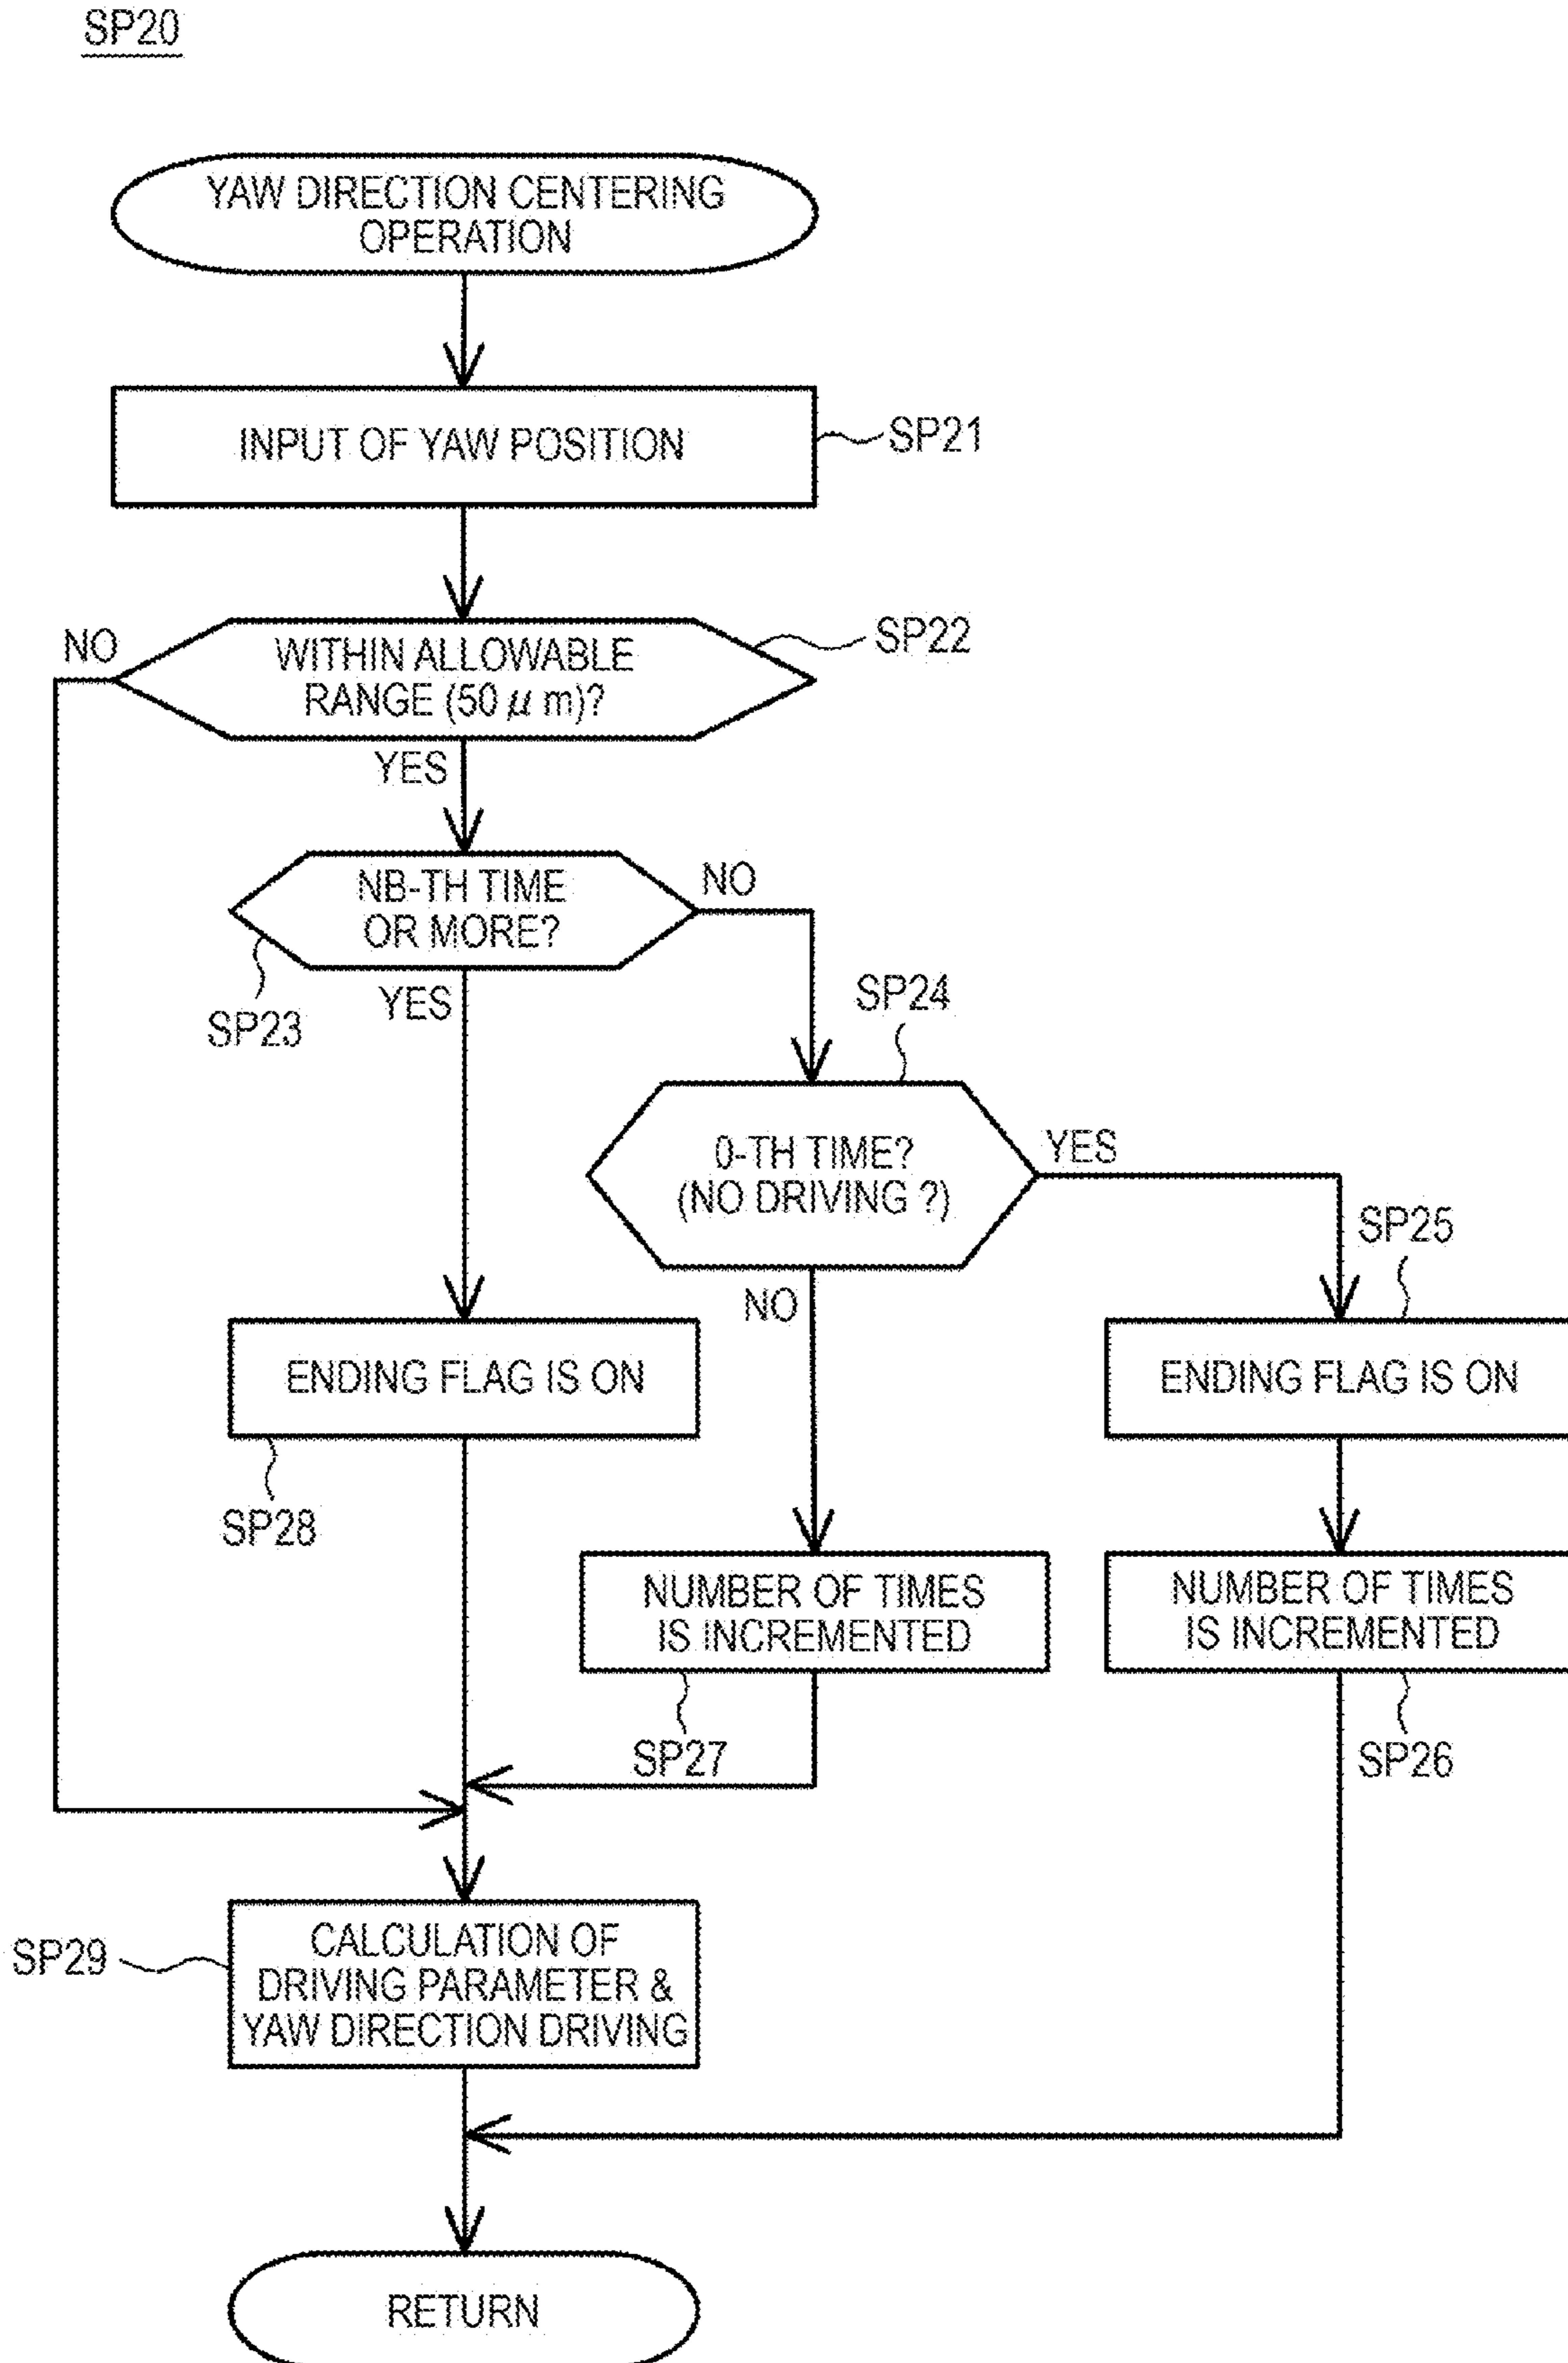 SP20
YAW DIRECTION CENTERING
OPERATION
INPUT OF YAW POSITION
SP21
NO
WITHIN ALLOWABLE
RANGE (50 μm)?
SP22
YES
NB-TH TIME
OR MORE?
NO
SP23
YES
SP24
0-TH TIME?
(NO DRIVING ?)
YES
SP25
NO
ENDING FLAG IS ON
ENDING FLAG IS ON
SP28
NUMBER OF TIMES
IS INCREMENTED
NUMBER OF TIMES
IS INCREMENTED
SP27
SP26
SP29
CALCULATION OF
DRIVING PARAMETER &
YAW DIRECTION DRIVING
RETURN